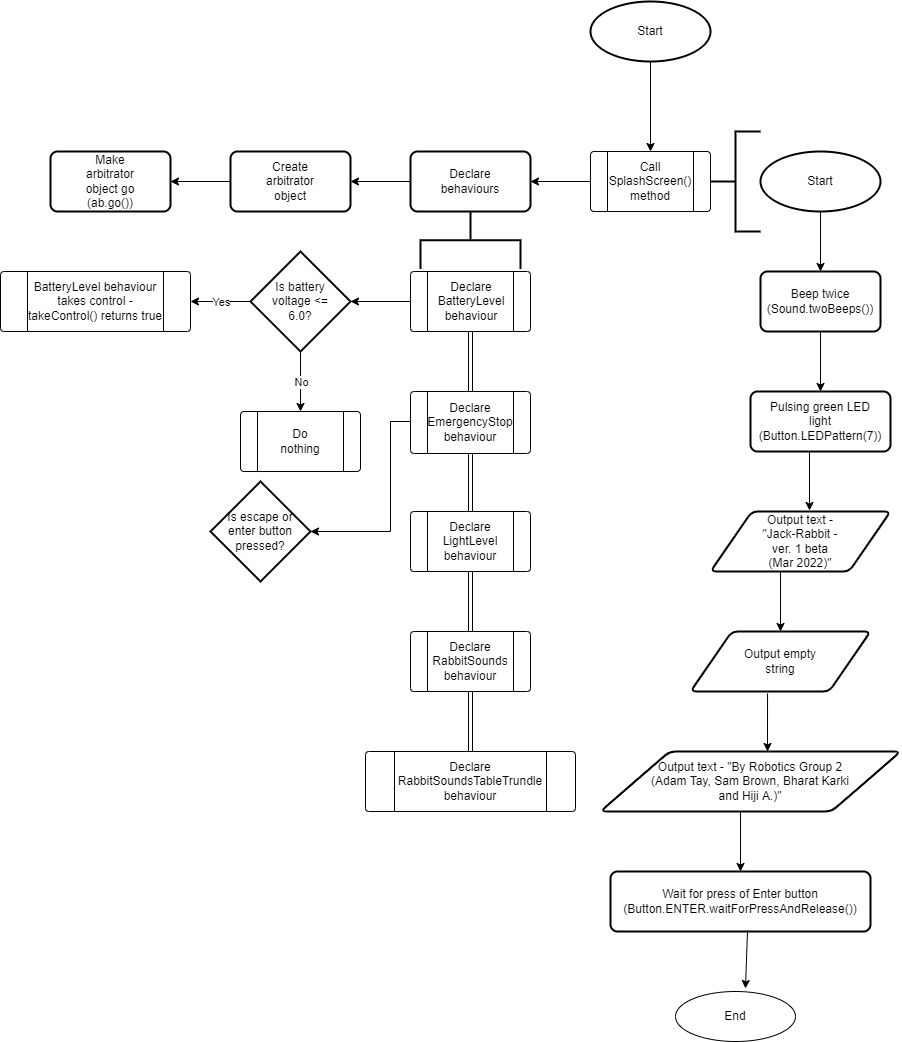 Start
Make
arbitrator
object go
(ab.go())
Create
arbitrator
object
Declare
behaviours
Call
SplashScreen()
method
Start
BatteryLevel behaviour
takes control -
takeControl() returns true
Yes
Is battery
voltage <=
6.0?
Declare
BatteryLevel
behaviour
Beep twice
(Sound.twoBeeps())
No
Do
nothing
Declare
EmergencyStop
behaviour
Pulsing green LED
light
(Button.LEDPattern(7))
Is escape or
enter button
pressed?
Declare
LightLevel
behaviour
Output text -
"Jack-Rabbit -
ver. 1 beta
(Mar 2022)"
Declare
RabbitSounds
behaviour
Output empty
string
Declare
RabbitSoundsTableTrundle
behaviour
Output text - "By Robotics Group 2
(Adam Tay, Sam Brown, Bharat Karki
and Hiji A.)"
Wait for press of Enter button
(Button.ENTER.waitForPressAndRelease())
End